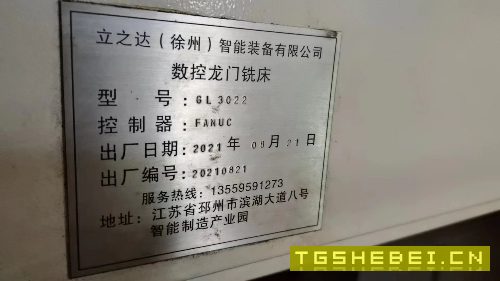 立之达（徐州）智能装备有限公司
数控龙门铣床
型 号：GL3022
控制器：FANUC
出厂日期：2021年 08月 21日
出厂编号：20210821
服务热线：13559591273
地址：江苏省邳州市滨湖大道八号
智能制造产业园
TGSHEBEI.CN